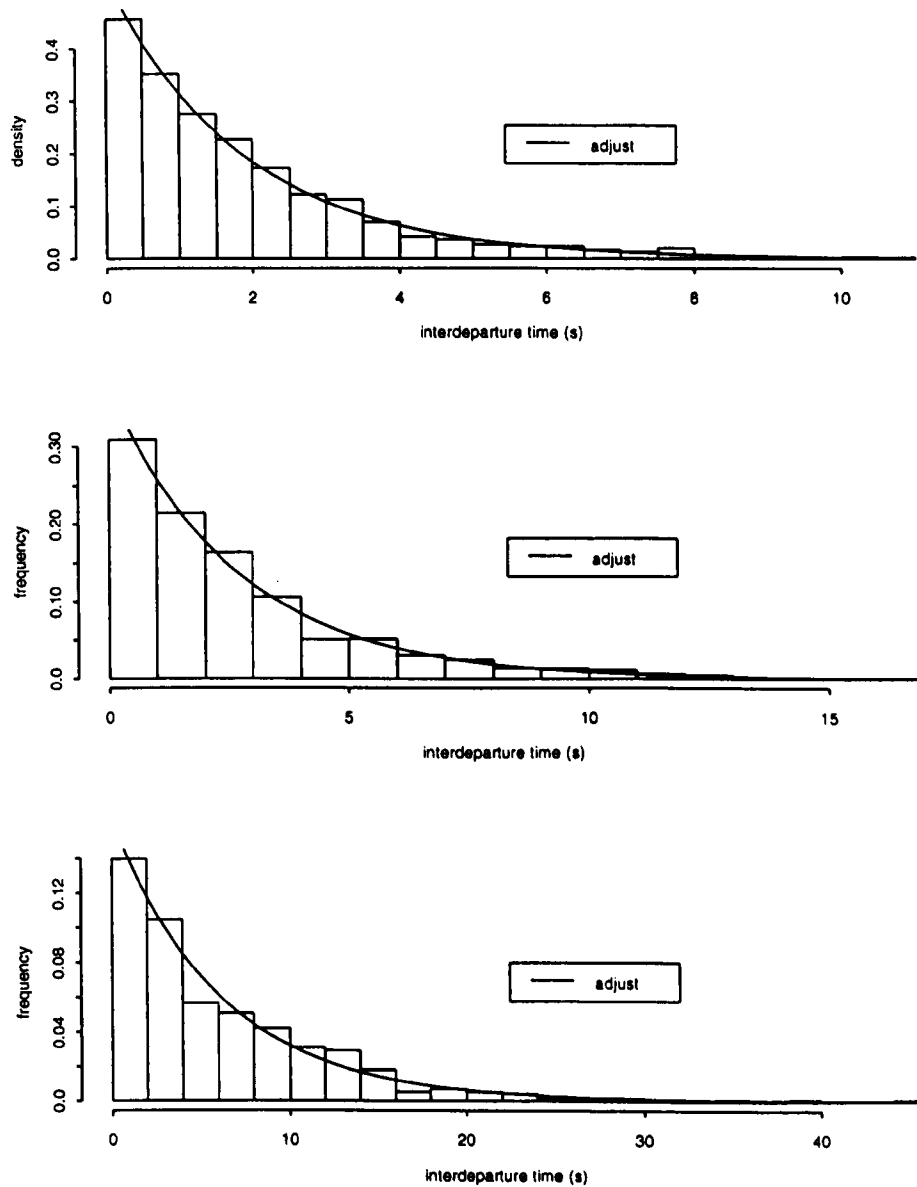 0.4
0.3
density
0.2
adjust
0.1
0.0
0 2 4 6 8 10
interdeparture time (s)
0.30
0.20
frequency
adjust
0.10
0.0
0 5 10 15
interdeparture time (s)
0.12
0.08
frequency
adjust
0.04
0.0
0 10 20 30 40
interdeparture time (s)